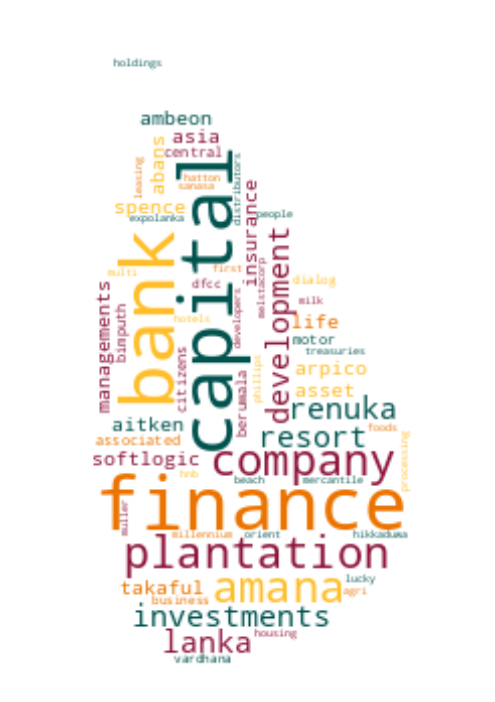 holdings
ambeon
asia
central
abans
leasing
hatton
sanasa
distributors
spence
expolanka
people
capital
bank
insurance
development
multi
first
dfcc
melstacorp
dialog
milk
managements
bimputh
hotels
developers
life
motor
treasuries
citizens
berumala
phillips
arpico
asset
renuka
aitken
associated
resort
foods
softlogic
company
processing
hnb
beach
mercantile
finance
muller
millennium
orient
hikkaduwa
plantation
takaful
amana
lucky
agri
business
investments
lanka
housing
vardhana